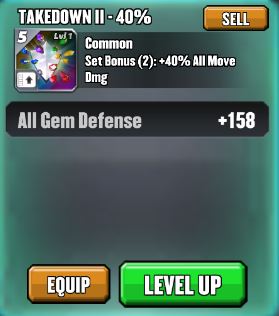 TAKEDOWN II - 40%
SELL
5
Lvl 1
Common
Set Bonus (2): +40% All Move
Dmg
All Gem Defense +158
EQUIP
LEVEL UP